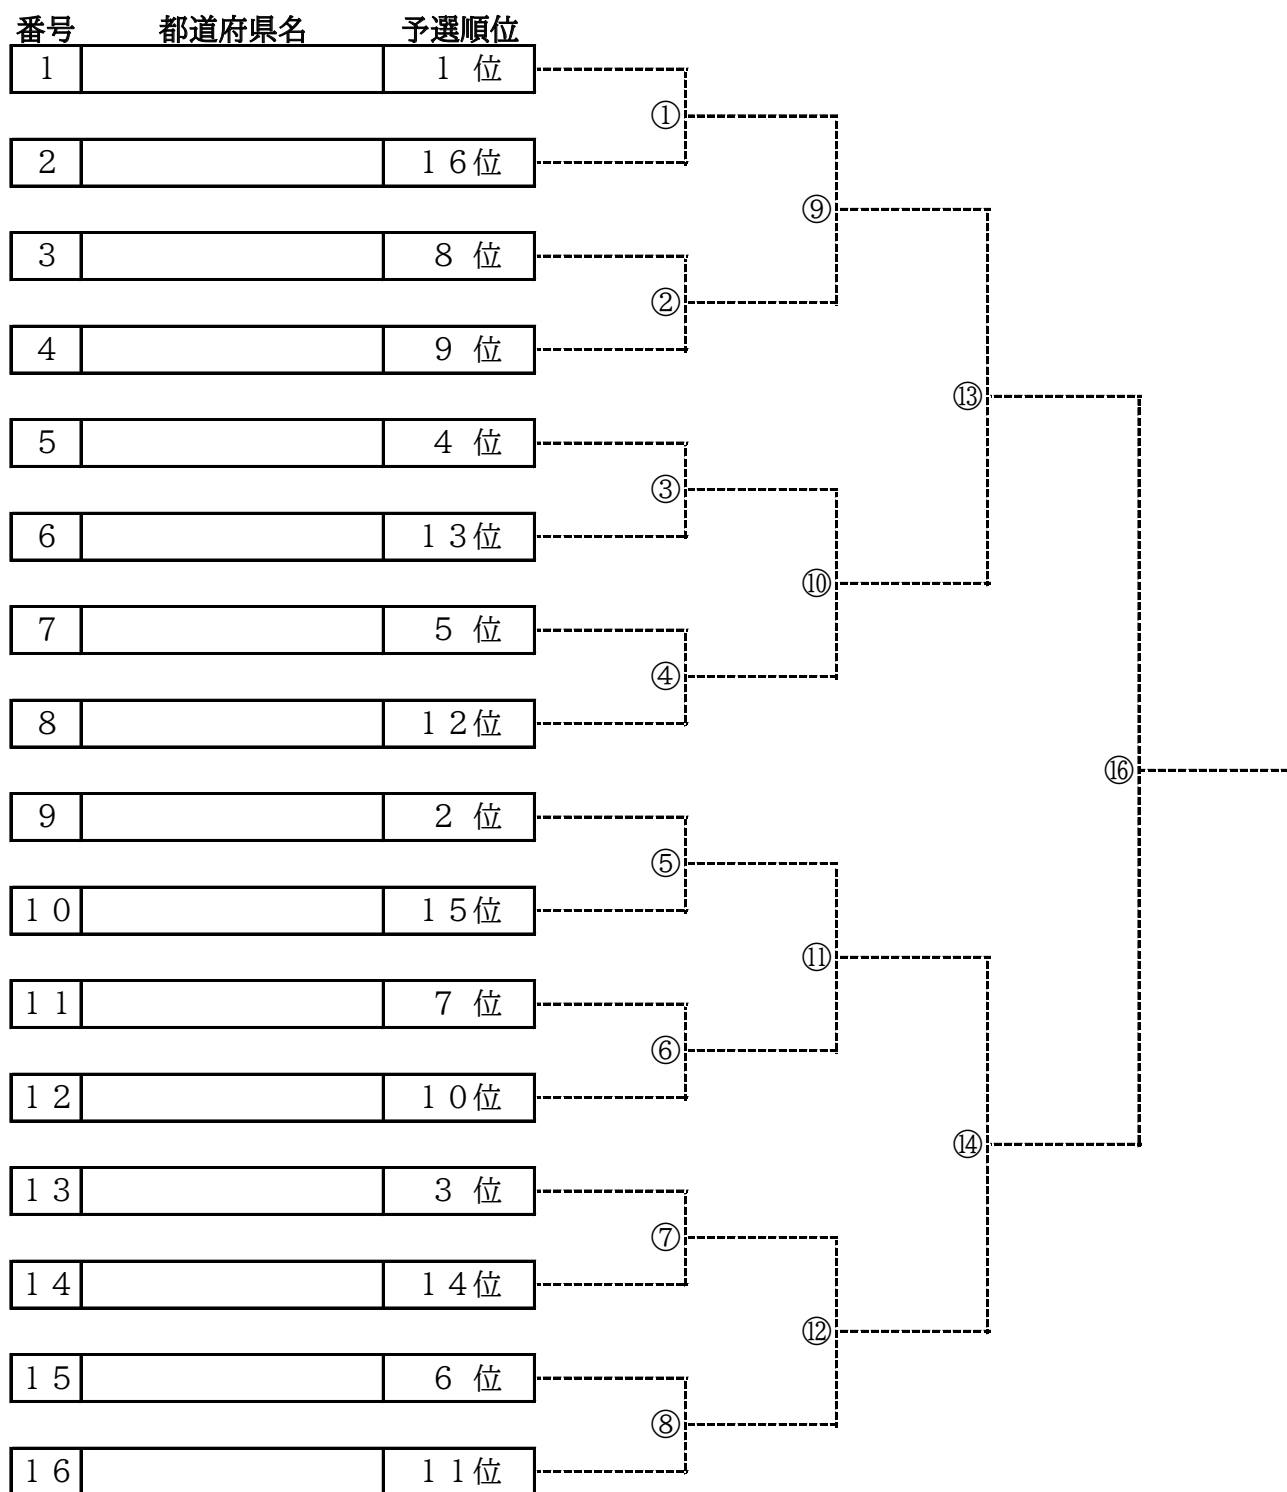 番号 都道府県名 予選順位
１ １ 位
①
２ １６位
⑨
３ ８ 位
②
４ ９ 位
⑬
５ ４ 位
③
６ １３位
⑩
７ ５ 位
④
８ １２位
⑯
９ ２ 位
⑤
１０ １５位
⑪
１１ ７ 位
⑥
１２ １０位
⑭
１３ ３ 位
⑦
１４ １４位
⑫
１５ ６ 位
⑧
１６ １１位